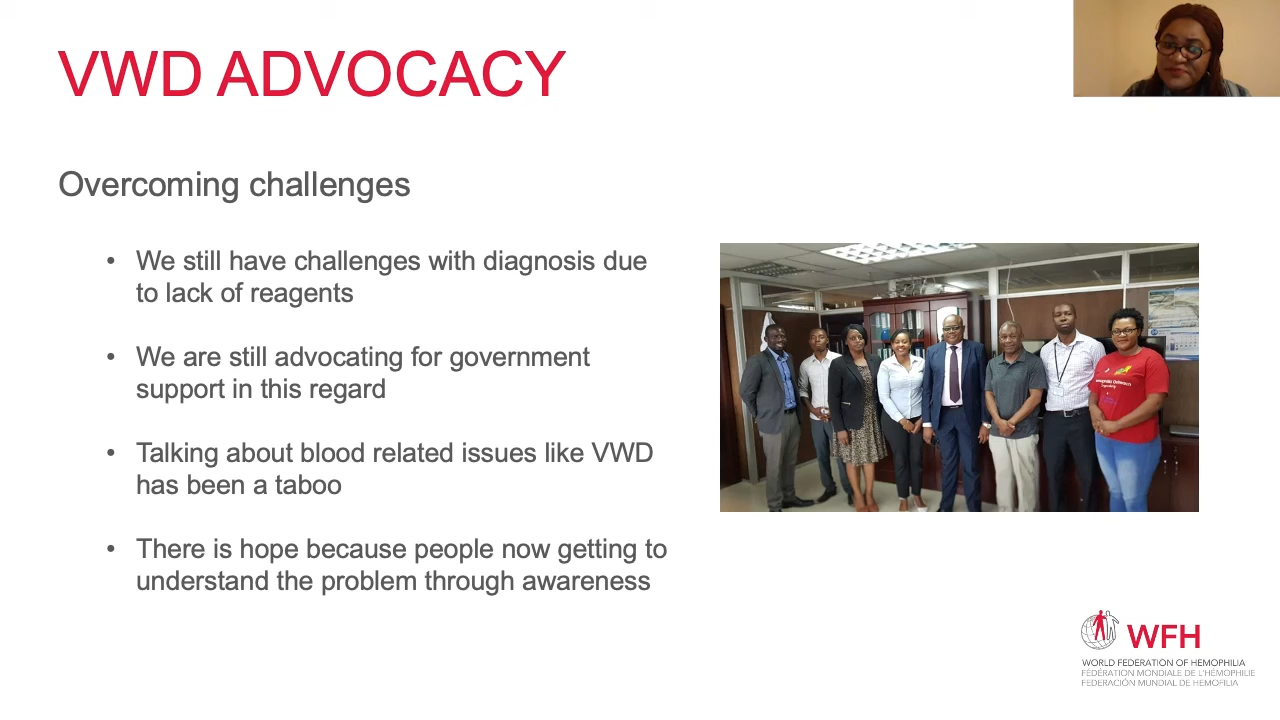 VWD ADVOCACY
Overcoming challenges
• We still have challenges with diagnosis due
to lack of reagents
• We are still advocating for government
support in this regard
• Talking about blood related issues like VWD
has been a taboo
• There is hope because people now getting to
understand the problem through awareness
WFH
WORLD FEDERATION OF HEMOPHILIA
FÉDÉRATION MONDIALE DE L'HÉMOPHILIE
FEDERACIÓN MUNDIAL DE HEMOFILIA